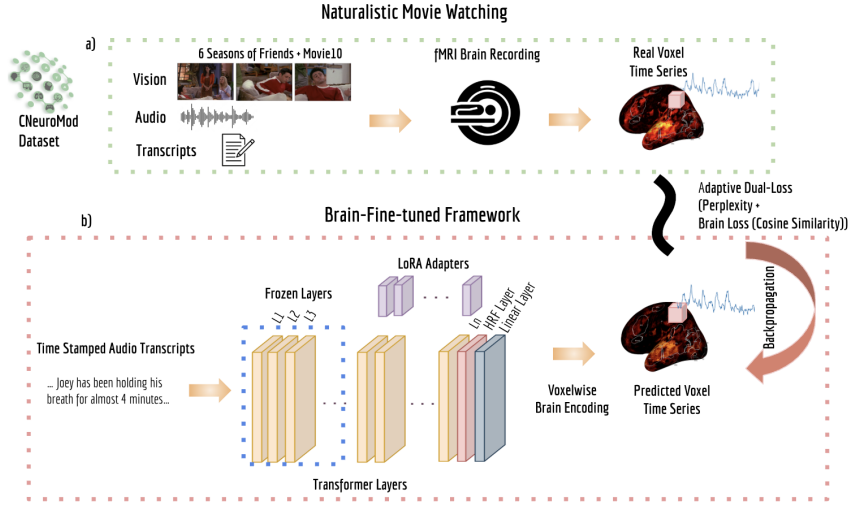 Naturalistic Movie Watching
a)
6 Seasons of Friends + Movie10
fMRI Brain Recording
Real Voxel
Time Series
Vision
Audio
Transcripts
CNeuroMod
Dataset
Adaptive Dual-Loss
(Perplexity +
Brain Loss (Cosine Similarity))
b)
Brain-Fine-tuned Framework
LoRA Adapters
Frozen Layers
L1
L2
L3
. . .
. . .
. . .
Ln
HRF Layer
Linear Layer
Backpropagation
Time Stamped Audio Transcripts
... Joey has been holding his
breath for almost 4 minutes...
Voxelwise
Brain Encoding
Predicted Voxel
Time Series
Transformer Layers